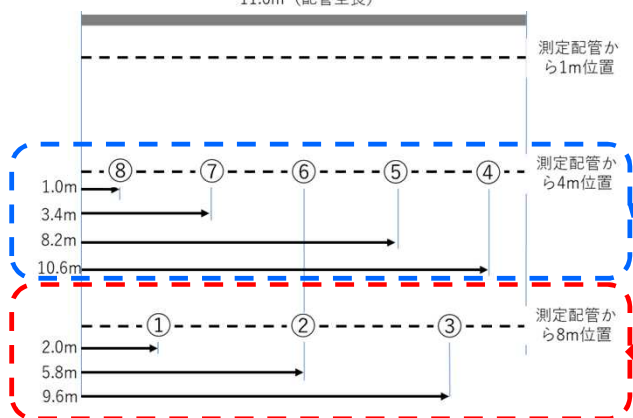 11.0m（配管全長）
測定配管か
ら1m位置
⑧ ⑦ ⑥ ⑤ ④
測定配管か
ら4m位置
1.0m
3.4m
8.2m
10.6m
① ② ③
測定配管か
ら8m位置
2.0m
5.8m
9.6m